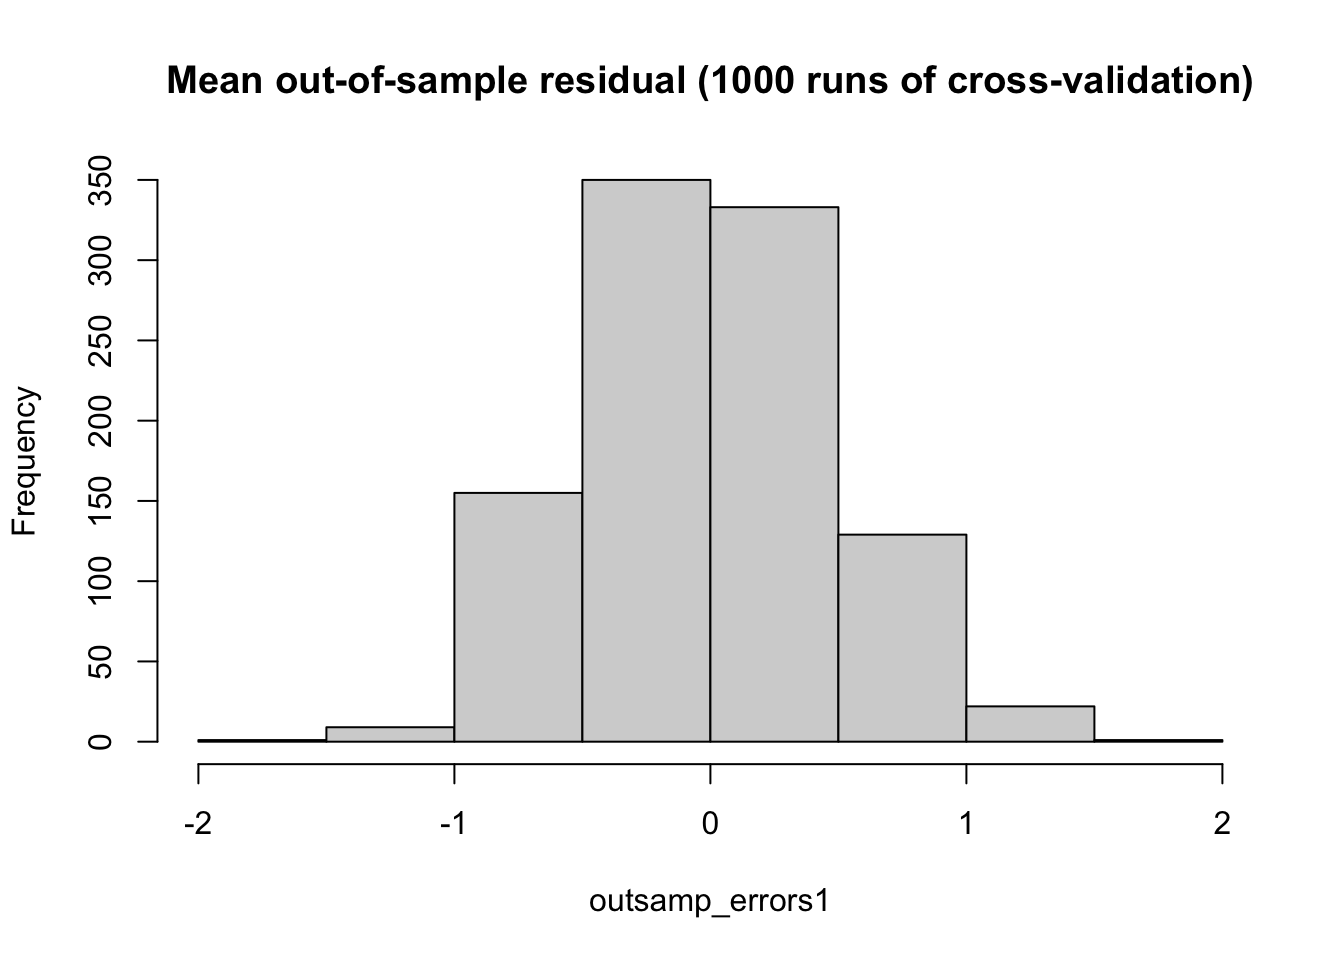 Mean out-of-sample residual (1000 runs of cross-validation)
Frequency
350
300
250
200
150
100
50
0
-2 -1 0 1 2
outsamp_errors1